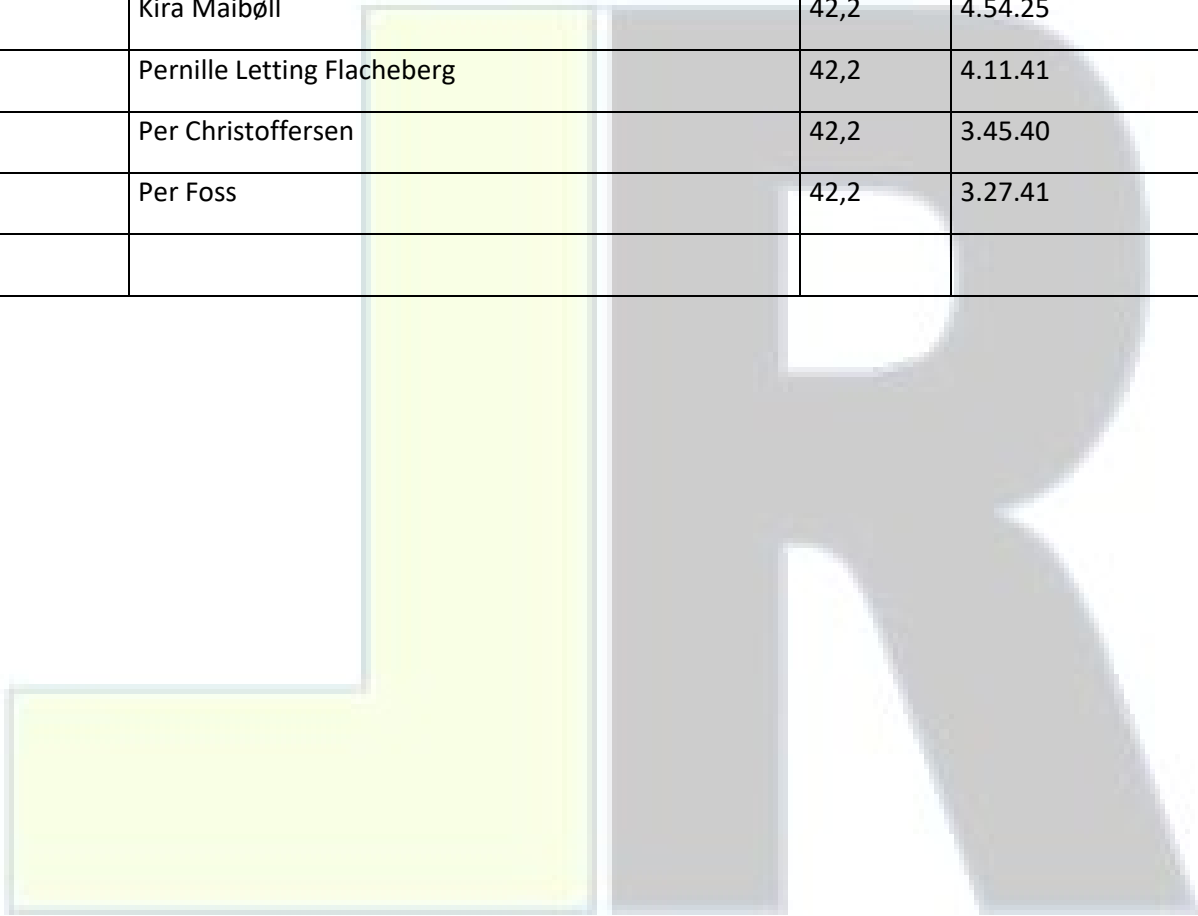 Kira Maibøll 42,2 4.54.25
Pernille Letting Flacheberg 42,2 4.11.41
Per Christoffersen 42,2 3.45.40
Per Foss 42,2 3.27.41
JR